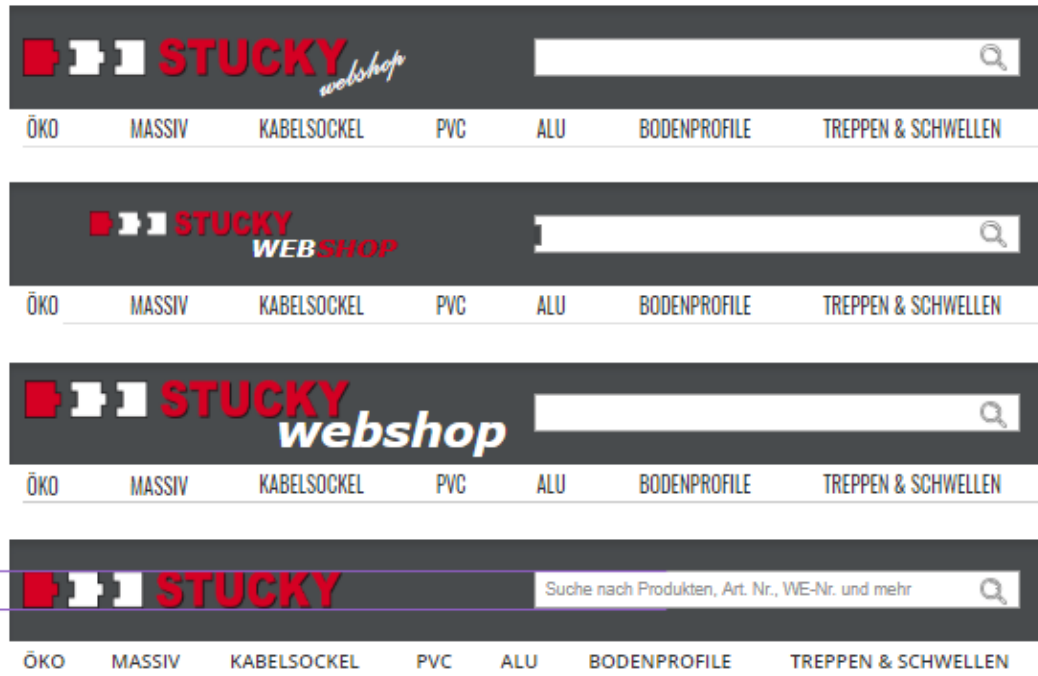 STUCKY
webshop
ÖKO MASSIV KABELSOCKEL PVC ALU BODENPROFILE TREPPEN & SCHWELLEN
STUCKY
WEBSHOP
ÖKO MASSIV KABELSOCKEL PVC ALU BODENPROFILE TREPPEN & SCHWELLEN
STUCKY
webshop
ÖKO MASSIV KABELSOCKEL PVC ALU BODENPROFILE TREPPEN & SCHWELLEN
STUCKY Suche nach Produkten, Art. Nr., WE-Nr. und mehr
ÖKO MASSIV KABELSOCKEL PVC ALU BODENPROFILE TREPPEN & SCHWELLEN